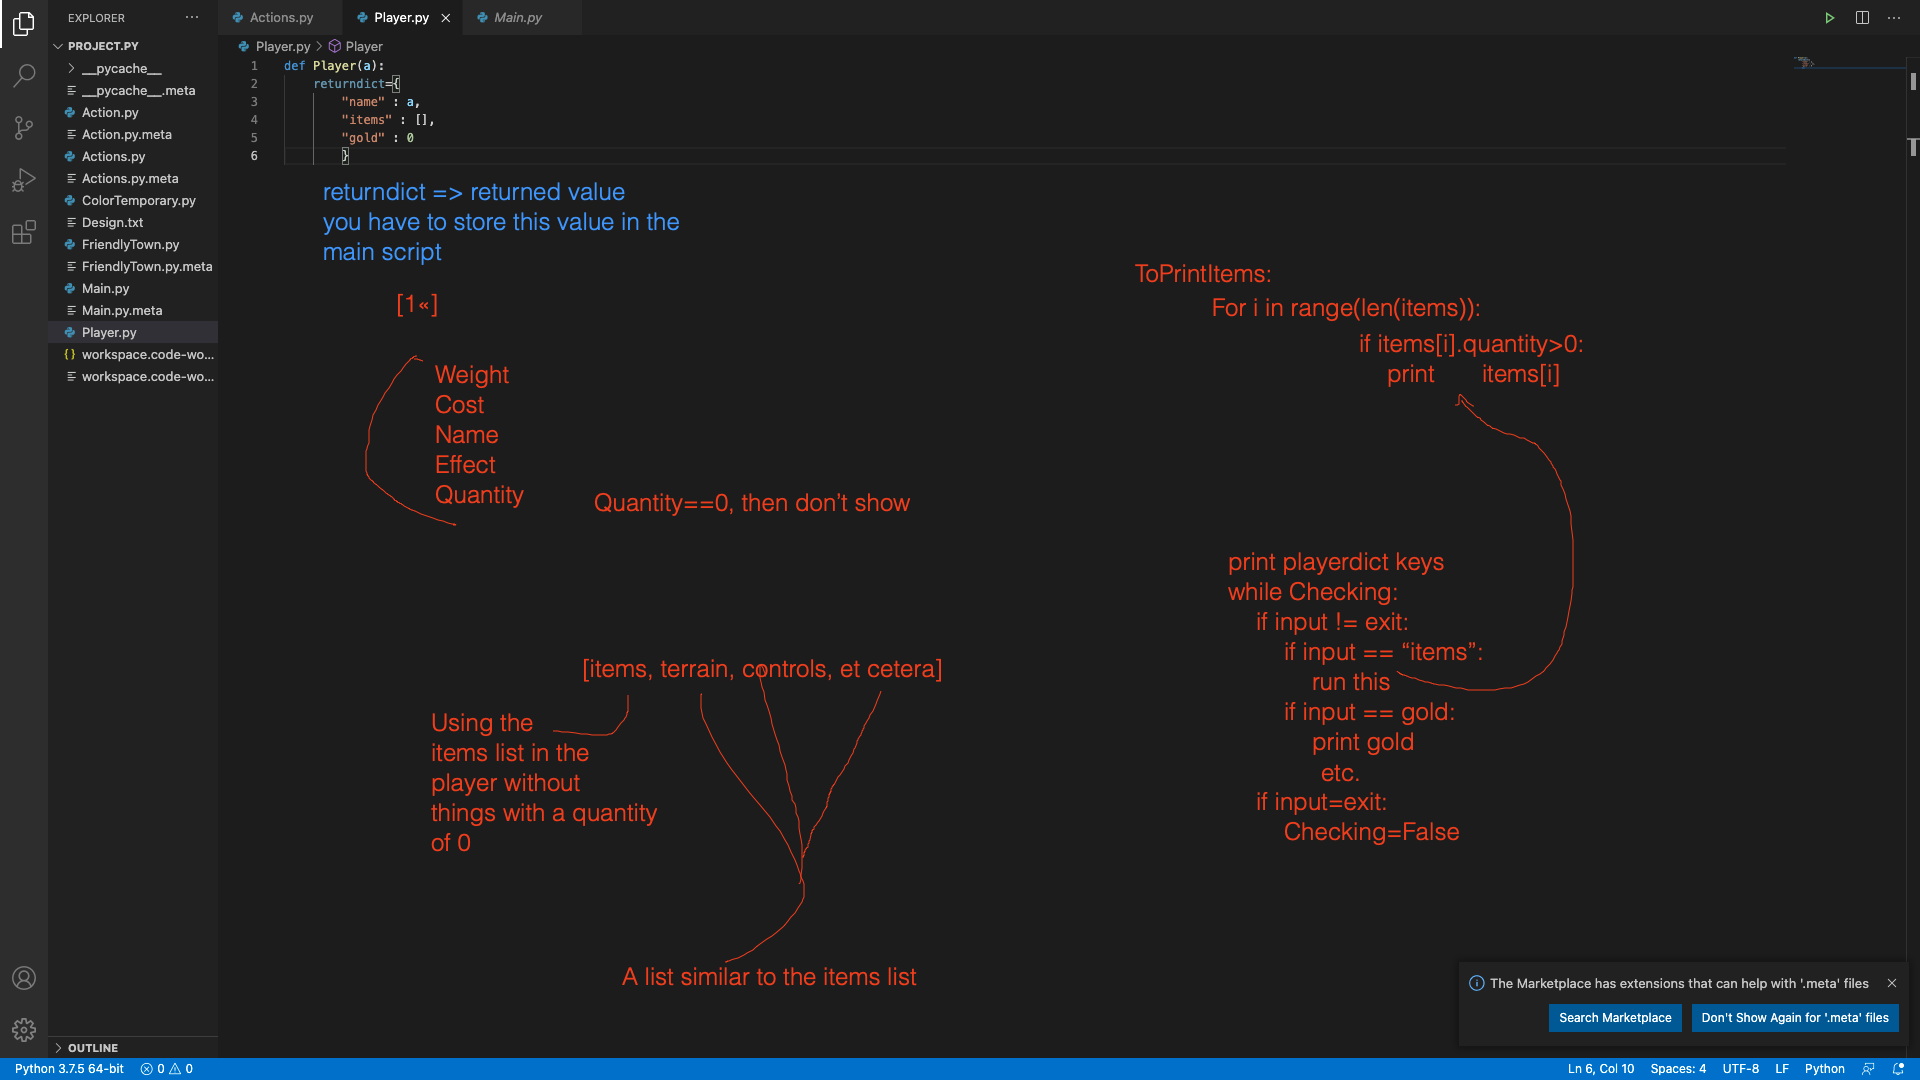 EXPLORER
PROJECT.PY
__pycache__
__pycache__.meta
Action.py
Action.py.meta
Actions.py
Actions.py.meta
ColorTemporary.py
Design.txt
FriendlyTown.py
FriendlyTown.py.meta
Main.py
Main.py.meta
Player.py
workspace.code-wo...
workspace.code-wo...
OUTLINE
Actions.py
Player.py
Main.py
Player.py > Player
1 def Player(a):
2 returndict={
3 "name" : a,
4 "items" : [],
5 "gold" : 0
6 }
returndict => returned value
you have to store this value in the
main script
[1«]
Weight
Cost
Name
Effect
Quantity
Quantity==0, then don’t show
[items, terrain, controls, et cetera]
Using the
items list in the
player without
things with a quantity
of 0
A list similar to the items list
ToPrintItems:
For i in range(len(items)):
if items[i].quantity>0:
print items[i]
print playerdict keys
while Checking:
if input != exit:
if input == “items”:
run this
if input == gold:
print gold
etc.
if input=exit:
Checking=False
The Marketplace has extensions that can help with '.meta' files
Search Marketplace
Don't Show Again for '.meta' files
Python 3.7.5 64-bit 0 0 Ln 6, Col 10 Spaces: 4 UTF-8 LF Python